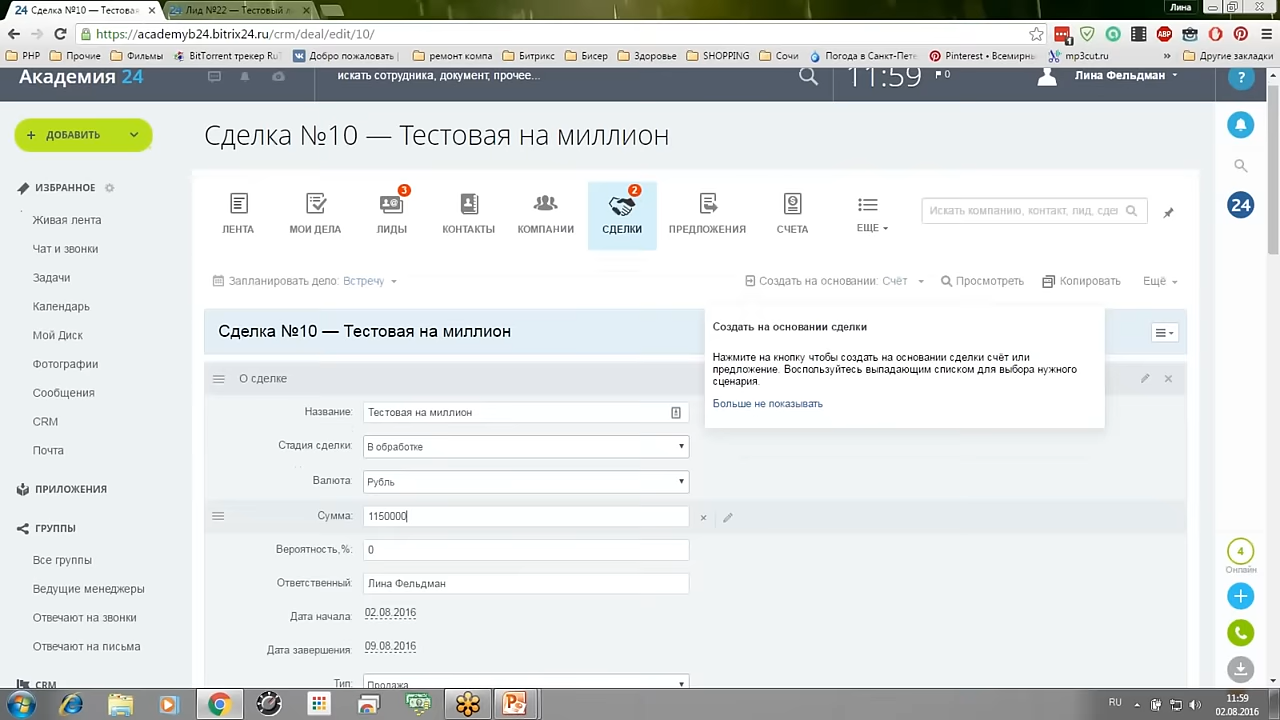 24 Сделка №10 — Тестова
24 Лид №22 — Тестовый л
Лина
https://academyb24.bitrix24.ru/crm/deal/edit/10/
ABP
1
PHP
Проекты
Фильмы
BitTorrent трекер RuT
Добро пожаловать |
ремонт компа
Битрикс
Бисер
Здоровье
SHOPPING
Сочи
Погода в Санкт-Пете
Pinterest • Всемирнь
mp3cut.ru
»
Другие закладки
Академия 24
искать сотрудника, документ, прочее...
11:59
0
Лина Фельдман
?
+ ДОБАВИТЬ
Сделка №10 — Тестовая на миллион
ИЗБРАННОЕ
Живая лента
Чат и звонки
Задачи
Календарь
Мой Диск
Фотографии
Сообщения
CRM
Почта
ПРИЛОЖЕНИЯ
ГРУППЫ
Все группы
Ведущие менеджеры
Отвечают на звонки
Отвечают на письма
CRM
ЛЕНТА
МОИ ДЕЛА
3
ЛИДЫ
КОНТАКТЫ
КОМПАНИИ
2
СДЕЛКИ
ПРЕДЛОЖЕНИЯ
СЧЕТА
ЕЩЕ
Искать компанию, контакт, лид, сдел
24
Запланировать дело: Встречу
Создать на основании: Счёт
Просмотреть
Копировать
Ещё
Сделка №10 — Тестовая на миллион
Создать на основании сделки
Нажмите на кнопку чтобы создать на основании сделки счёт или
предложение. Воспользуйтесь выпадающим списком для выбора нужного
сценария.
Больше не показывать
О сделке
Название: Тестовая на миллион
Стадия сделки: В обработке
Валюта: Рубль
Сумма: 1150000
Вероятность,%: 0
Ответственный: Лина Фельдман
Дата начала: 02.08.2016
Дата завершения: 09.08.2016
Тип: Продажа
4
Онлайн
RU
11:59
02.08.2016